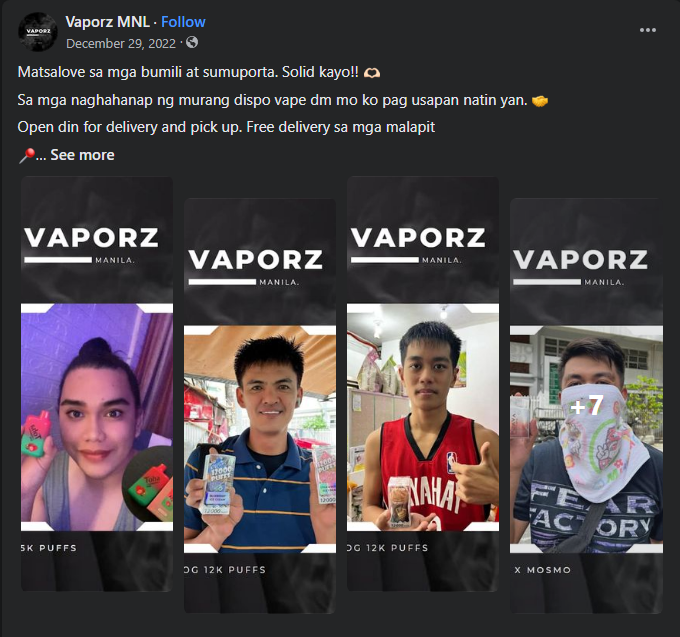 Vaporz MNL · Follow
December 29, 2022 ·
Matsalove sa mga bumili at sumuporta. Solid kayo!! 🫶🏻
Sa mga naghahanap ng murang dispo vape dm mo ko pag usapan natin yan. 🤝
Open din for delivery and pick up. Free delivery sa mga malapit
📍... See more
VAPORZ
MANILA.
5K PUFFS
VAPORZ
MANILA.
12000
PUFFS
OG 12K PUFFS
VAPORZ
MANILA.
YAHAT
OG 12K PUFFS
VAPORZ
MANILA.
+7
FEAR
FACTORY
X MOSMO